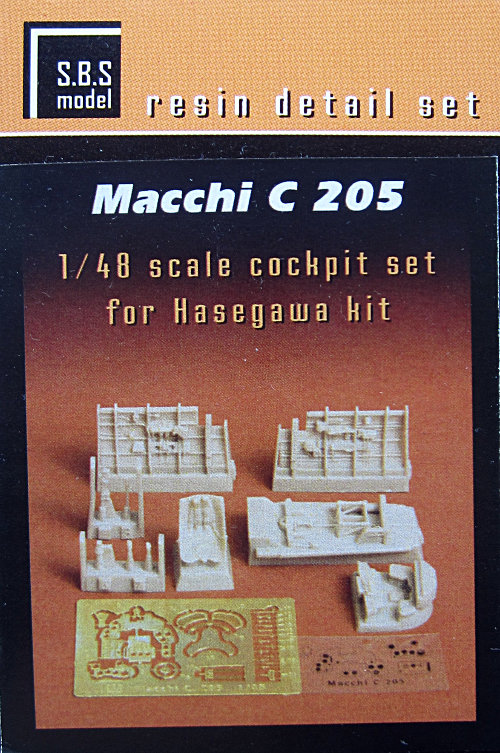 S.B.S
model
resin detail set
Macchi C 205
1/48 scale cockpit set
for Hasegawa kit
Macchi C 205
Macchi C 205